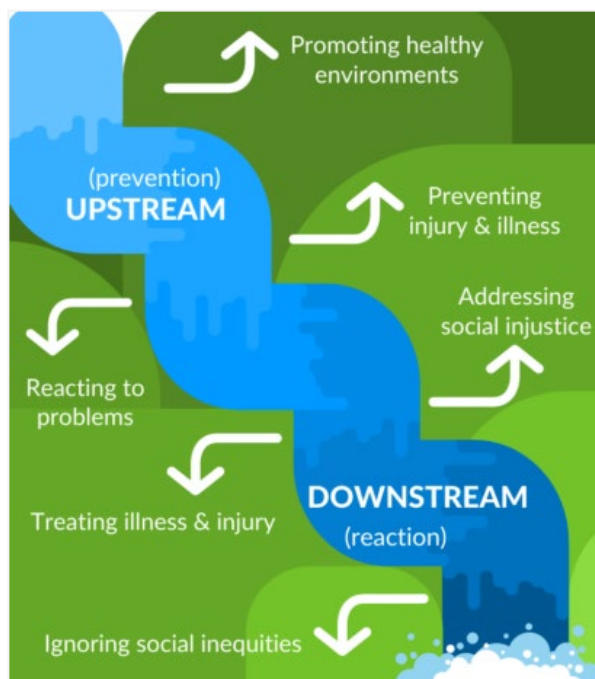 Promoting healthy
environments
(prevention)
UPSTREAM
Preventing
injury & illness
Addressing
social injustice
Reacting to
problems
Treating illness & injury
DOWNSTREAM
(reaction)
Ignoring social inequities